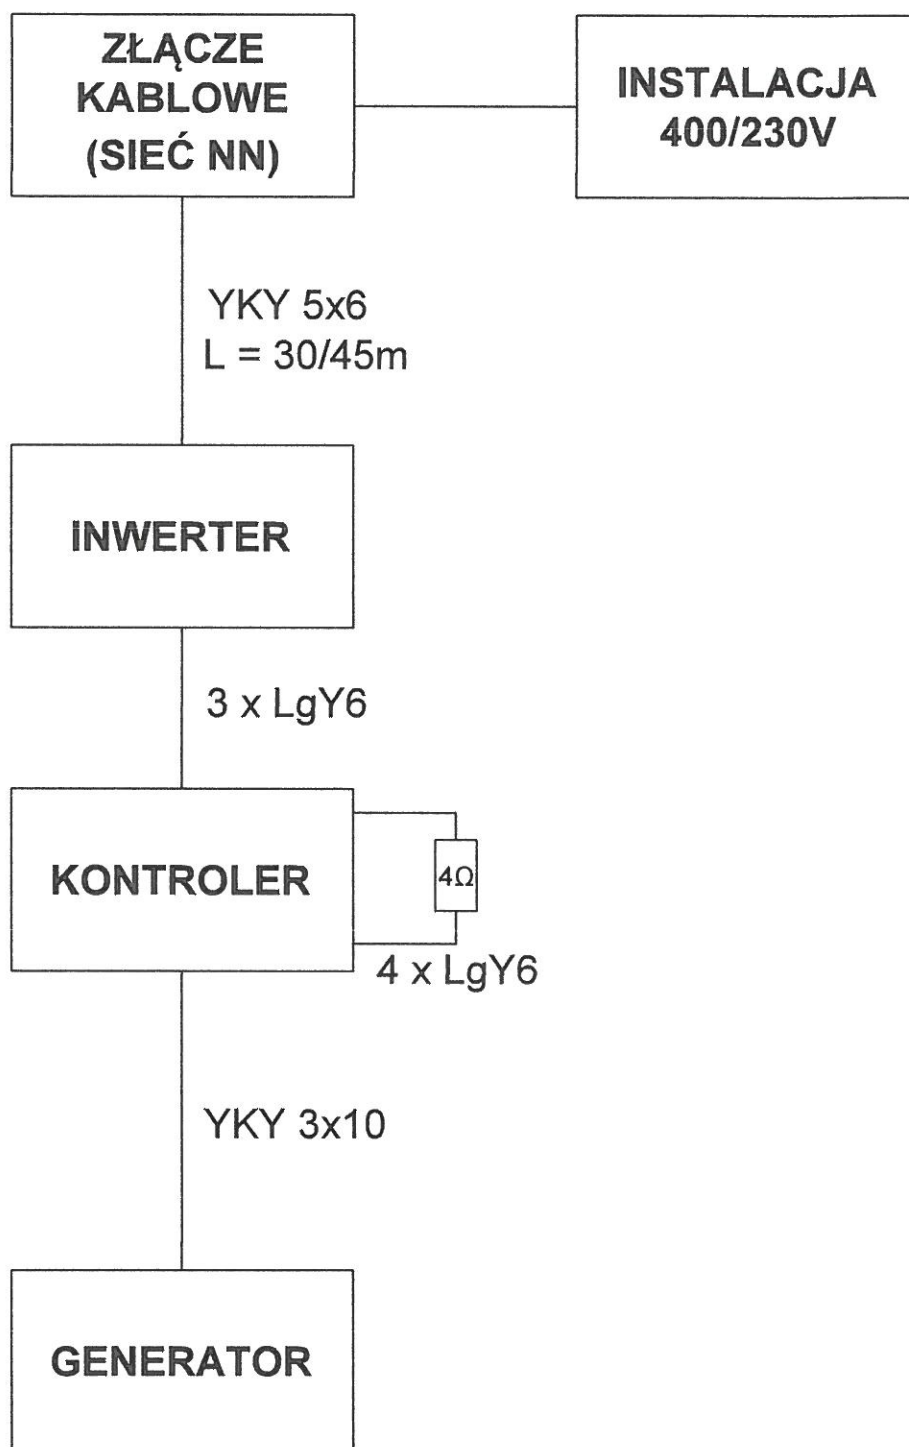 ZŁĄCZE
KABLOWE
(SIEĆ NN)
INSTALACJA
400/230V
YKY 5x6
L = 30/45m
INWERTER
3 x LgY6
KONTROLER
4Ω
4 x LgY6
YKY 3x10
GENERATOR